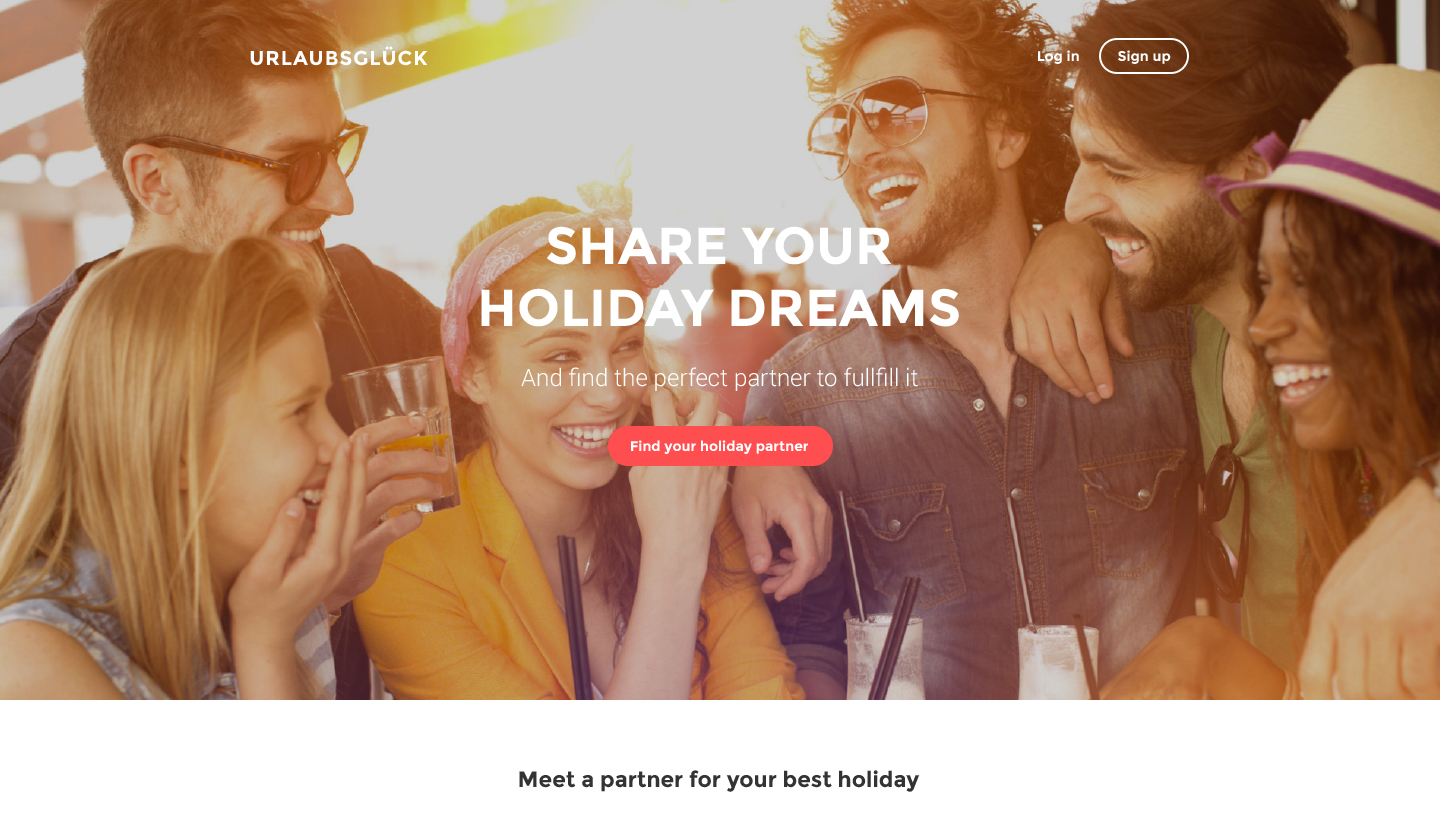 URLAUBSGLÜCK
Log in
Sign up
SHARE YOUR
HOLIDAY DREAMS
And find the perfect partner to fullfill it
Find your holiday partner
Meet a partner for your best holiday